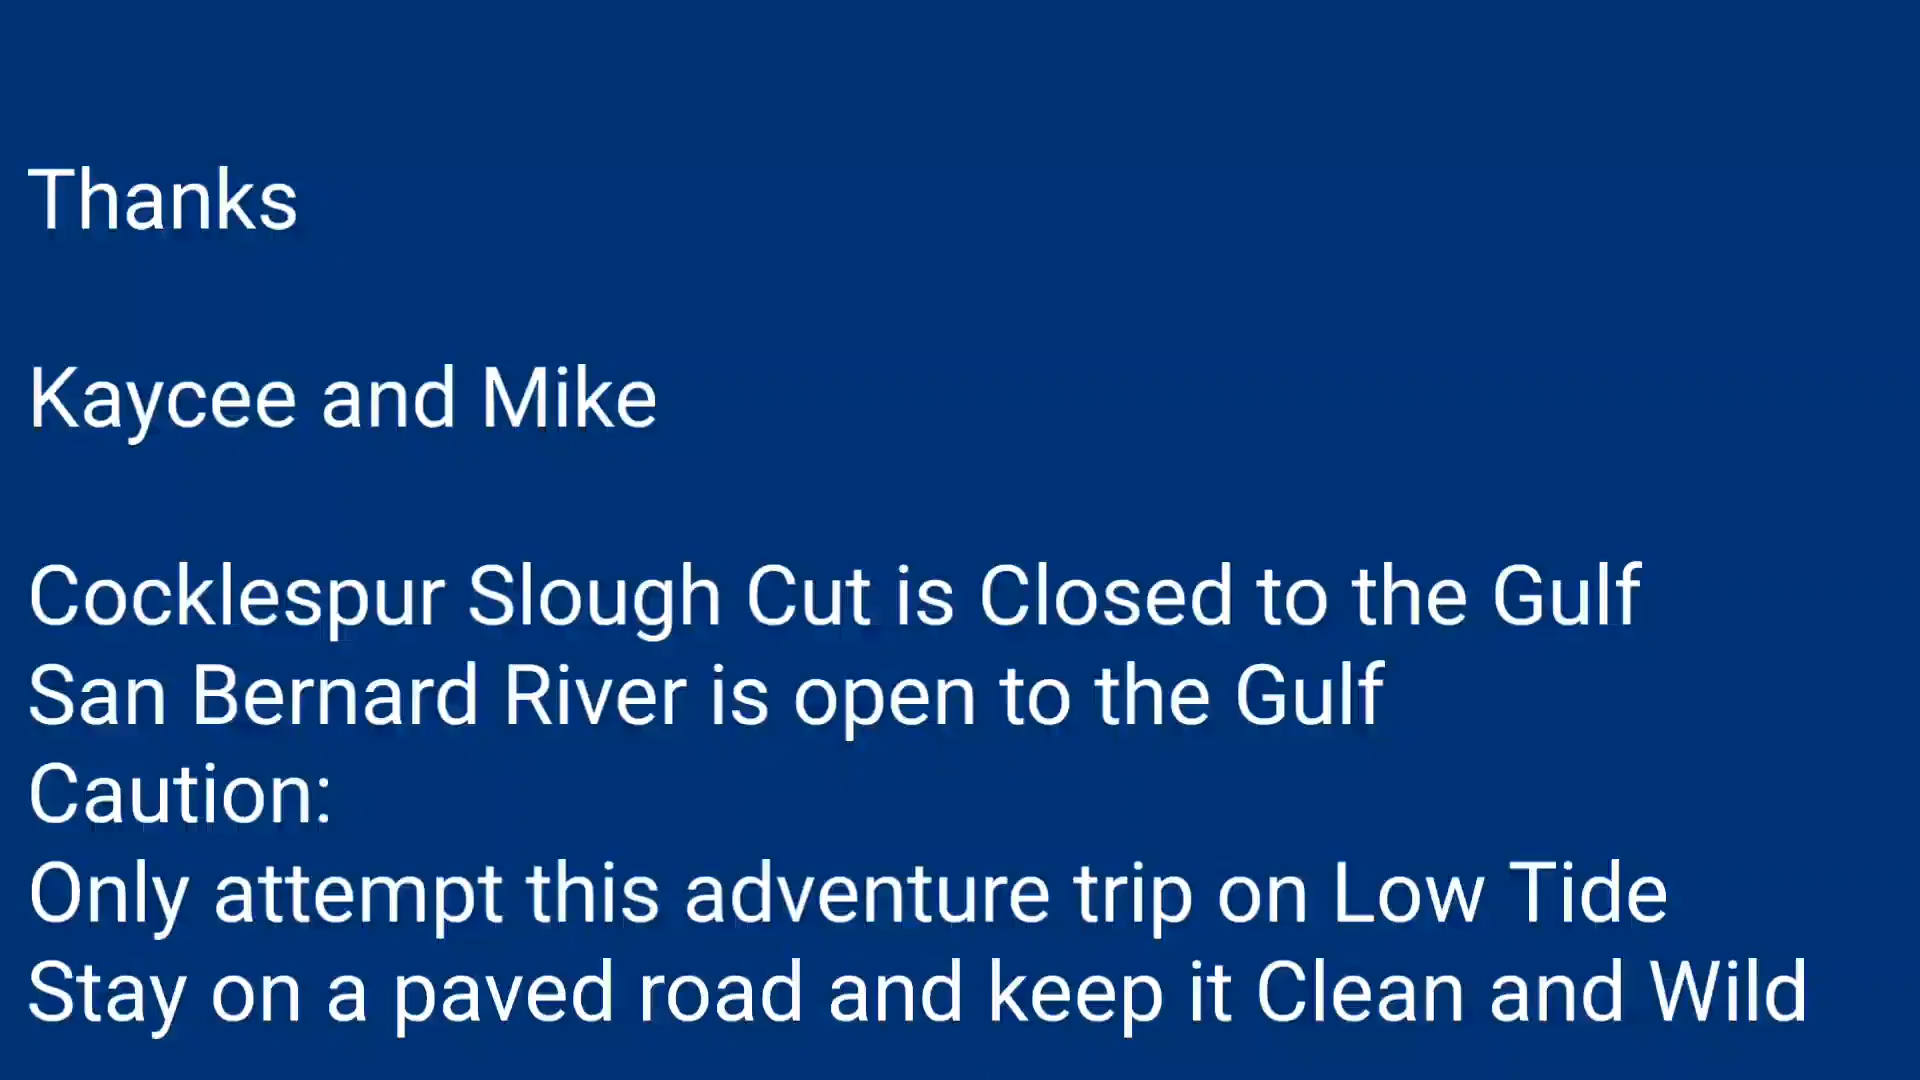 Thanks
Kaycee and Mike
Cocklespur Slough Cut is Closed to the Gulf
San Bernard River is open to the Gulf
Caution:
Only attempt this adventure trip on Low Tide
Stay on a paved road and keep it Clean and Wild